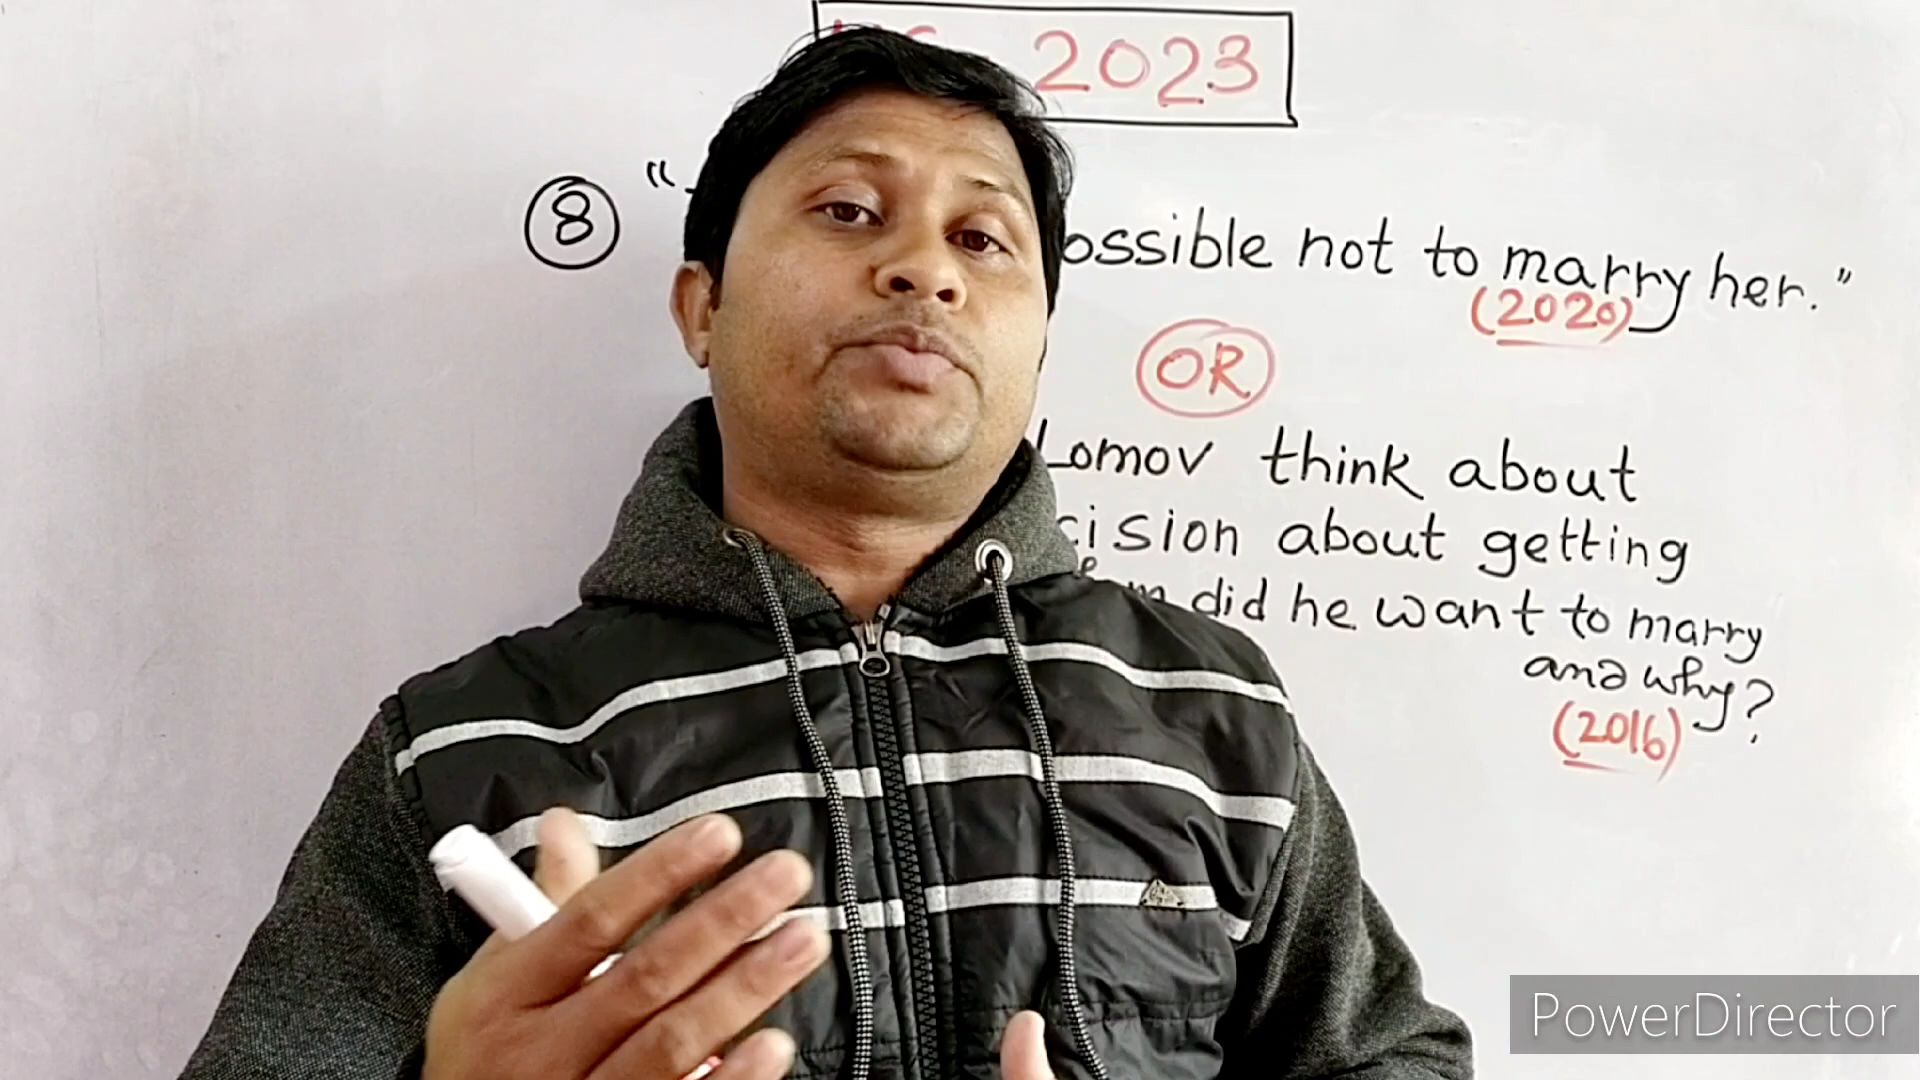 2023
8 "
ossible not to marry her."
(2020)
OR
Lomov think about
cision about getting
m did he want to marry
and why?
(2016)
PowerDirector